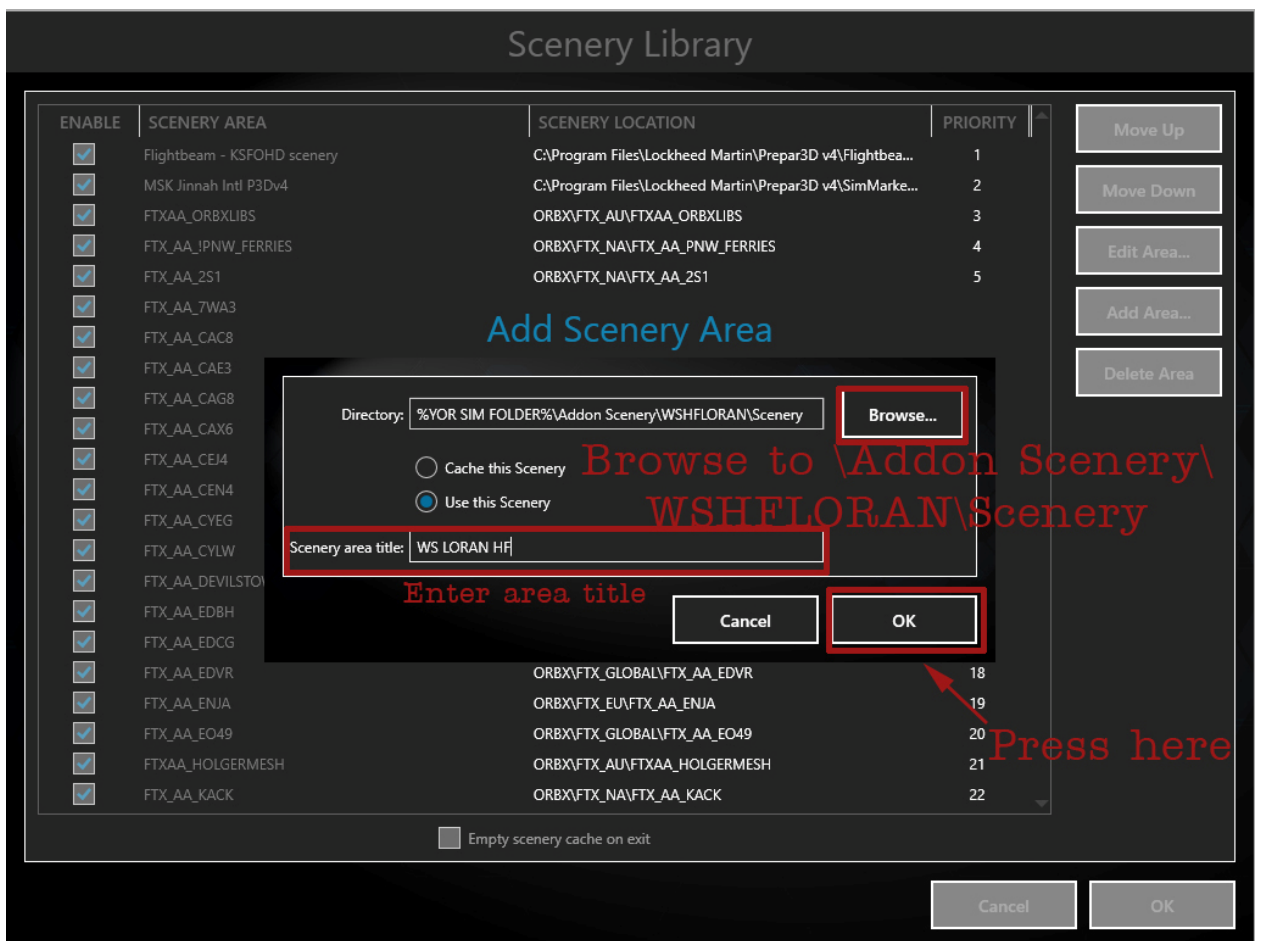 Scenery Library
ENABLE SCENERY AREA SCENERY LOCATION PRIORITY
Flightbeam - KSFOHD scenery C:\Program Files\Lockheed Martin\Prepar3D v4\Flightbea... 1
MSK Jinnah Intl P3Dv4 C:\Program Files\Lockheed Martin\Prepar3D v4\SimMarke... 2
FTXAA_ORBXLIBS ORBX\FTX_AU\FTXAA_ORBXLIBS 3
FTX_AA_!PNW_FERRIES ORBX\FTX_NA\FTX_AA_PNW_FERRIES 4
FTX_AA_2S1 ORBX\FTX_NA\FTX_AA_2S1 5
FTX_AA_7WA3
FTX_AA_CAC8
FTX_AA_CAE3
FTX_AA_CAG8
FTX_AA_CAX6
FTX_AA_CEJ4
FTX_AA_CEN4
FTX_AA_CYEG
FTX_AA_CYLW
FTX_AA_DEVILSTO
FTX_AA_EDBH
FTX_AA_EDCG
FTX_AA_EDVR ORBX\FTX_GLOBAL\FTX_AA_EDVR 18
FTX_AA_ENJA ORBX\FTX_EU\FTX_AA_ENJA 19
FTX_AA_EO49 ORBX\FTX_GLOBAL\FTX_AA_EO49 20
FTXAA_HOLGERMESH ORBX\FTX_AU\FTXAA_HOLGERMESH 21
FTX_AA_KACK ORBX\FTX_NA\FTX_AA_KACK 22
Move Up
Move Down
Edit Area...
Add Area...
Delete Area
Add Scenery Area
Directory: %YOR SIM FOLDER%\Addon Scenery\WSHFLORAN\Scenery Browse...
Cache this Scenery
Use this Scenery
Browse to \Addon Scenery\
WSHFLORAN\Scenery
Scenery area title: WS LORAN HF
Enter area title
Cancel OK
Press here
Empty scenery cache on exit
Cancel OK